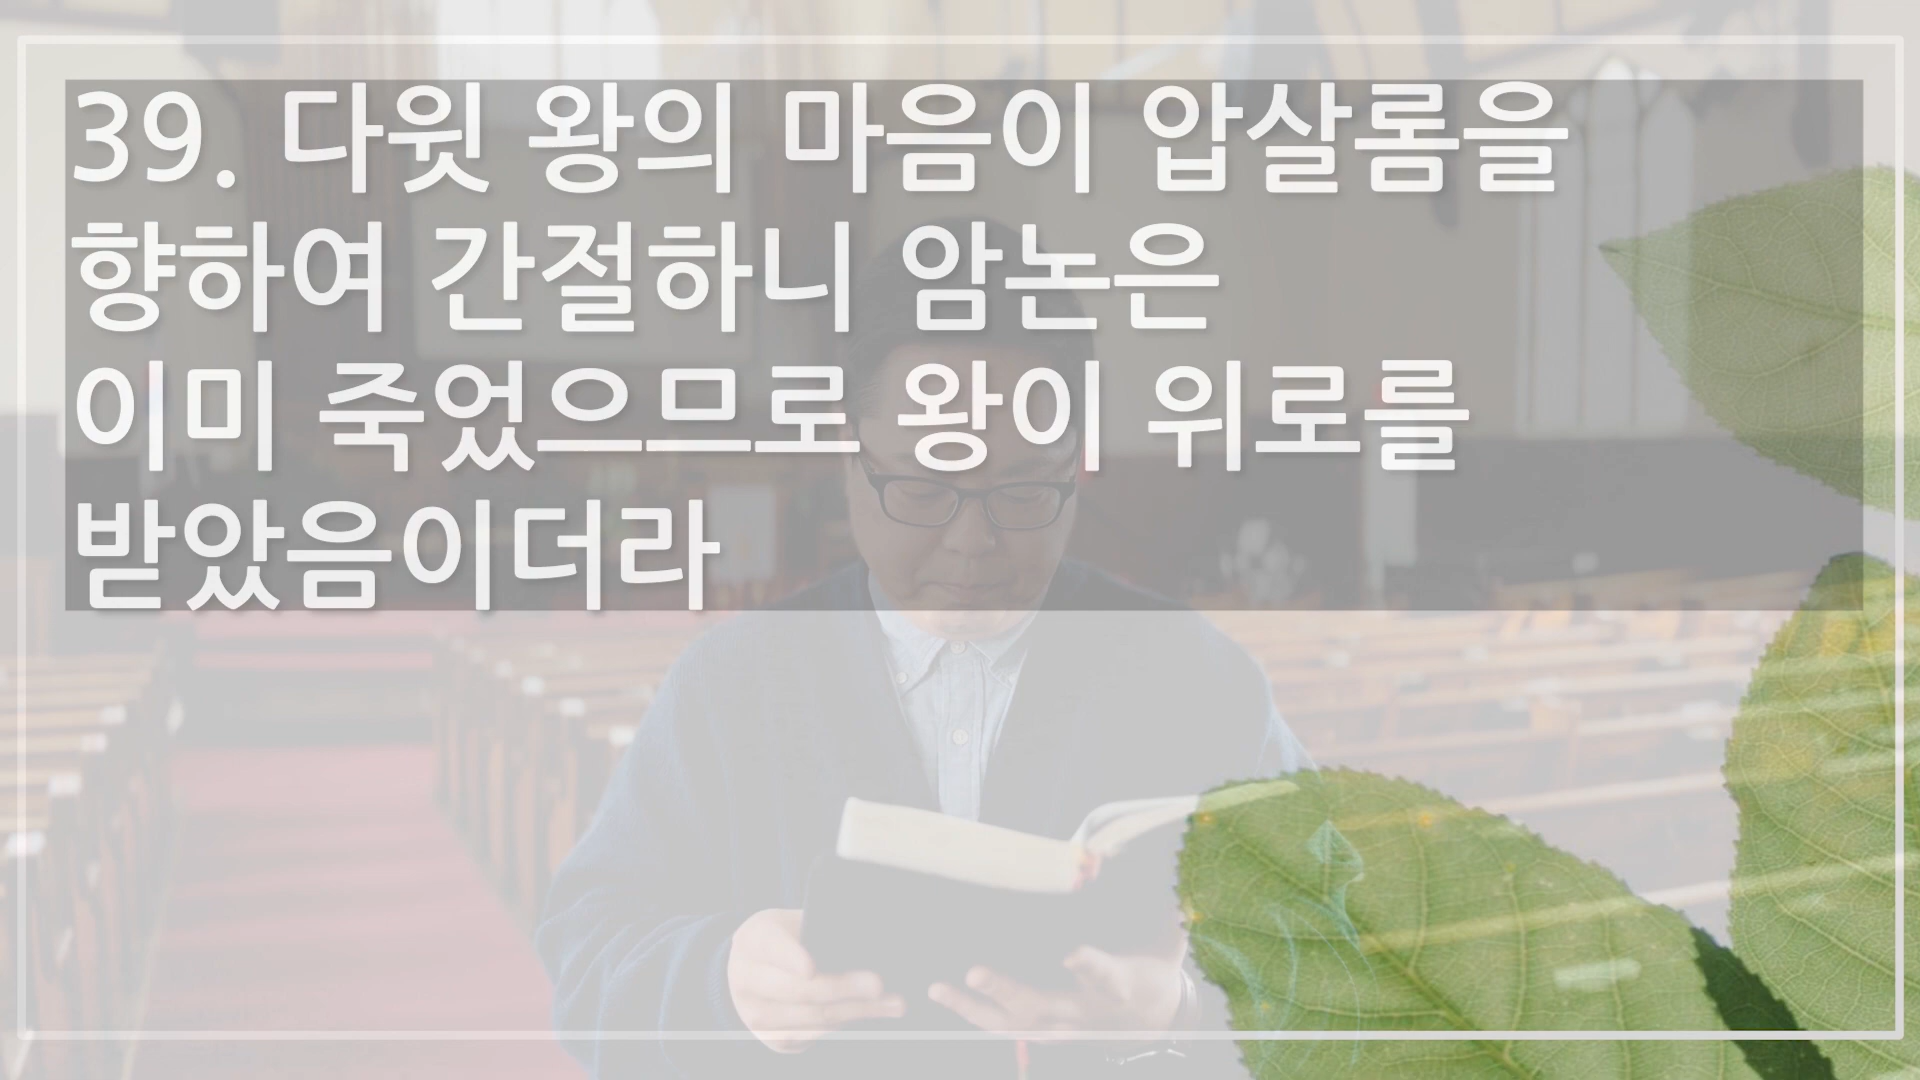 39. 다윗 왕의 마음이 압살롬을
향하여 간절하니 암논은
이미 죽었으므로 왕이 위로를
받았음이더라